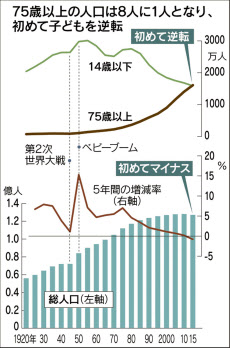 75歳以上の人口は8人に1人となり、
初めて子どもを逆転
初めて逆転
3000
万人
14歳以下
2000
1000
75歳以上
0
第2次
世界大戦
ベビーブーム
初めてマイナス
20
%
億人
5年間の増減率
(右軸)
15
1.4
10
1.2
5
1.0
0
0.8
-5
0.6
0.4
0.2
総人口(左軸)
0
1920年 30 40 50 60 70 80 90 2000 10 15